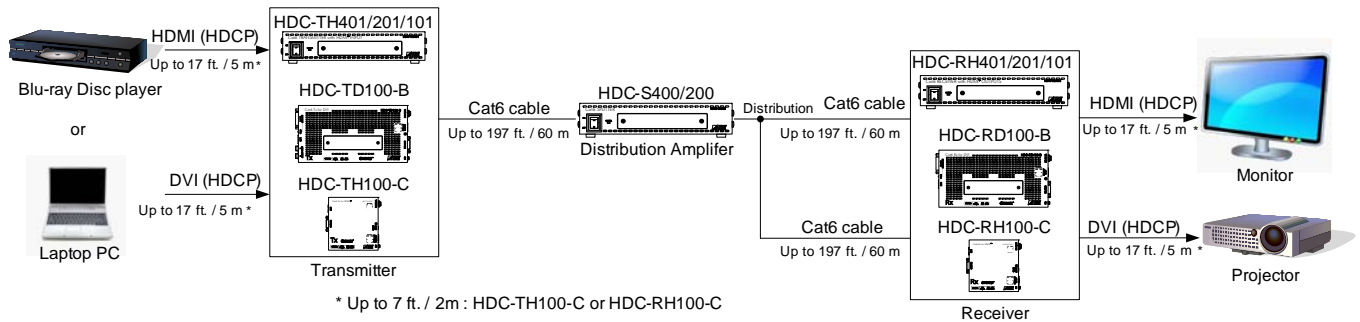 HDMI (HDCP)
Up to 17 ft. / 5 m*
Blu-ray Disc player
or
DVI (HDCP)
Up to 17 ft. / 5 m *
Laptop PC
HDC-TH401/201/101
HDC-TD100-B
Tx
HDC-TH100-C
Tx
Transmitter
Cat6 cable
Up to 197 ft. / 60 m
HDC-S400/200
Distribution Amplifer
Distribution
Cat6 cable
Up to 197 ft. / 60 m
Cat6 cable
Up to 197 ft. / 60 m
HDC-RH401/201/101
HDC-RD100-B
Rx
HDC-RH100-C
Rx
Receiver
HDMI (HDCP)
Up to 17 ft. / 5 m *
Monitor
DVI (HDCP)
Up to 17 ft. / 5 m *
Projector
* Up to 7 ft. / 2m : HDC-TH100-C or HDC-RH100-C